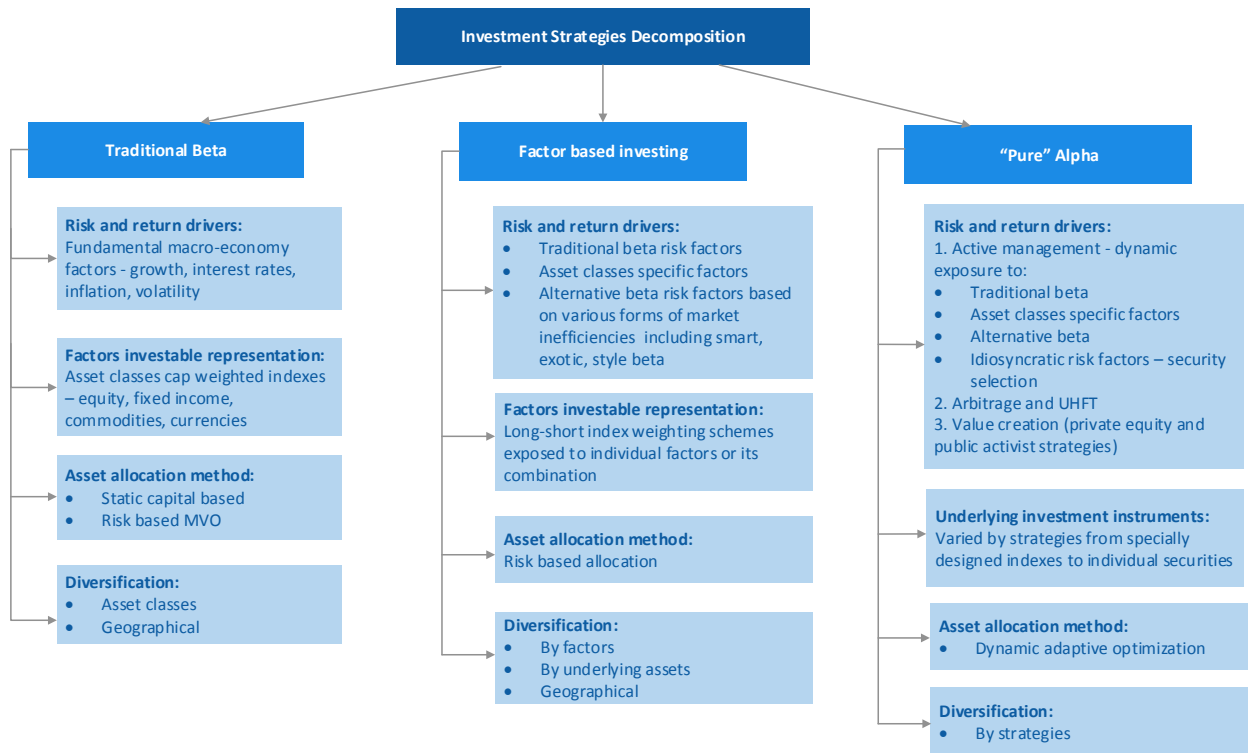 Investment Strategies Decomposition
Traditional Beta
Risk and return drivers:
Fundamental macro-economy
factors - growth, interest rates,
inflation, volatility
Factors investable representation:
Asset classes cap weighted indexes
– equity, fixed income,
commodities, currencies
Asset allocation method:
• Static capital based
• Risk based MVO
Diversification:
• Asset classes
• Geographical
Factor based investing
Risk and return drivers:
• Traditional beta risk factors
• Asset classes specific factors
• Alternative beta risk factors based
on various forms of market
inefficiencies including smart,
exotic, style beta
Factors investable representation:
Long-short index weighting schemes
exposed to individual factors or its
combination
Asset allocation method:
Risk based allocation
Diversification:
• By factors
• By underlying assets
• Geographical
“Pure” Alpha
Risk and return drivers:
1. Active management - dynamic
exposure to:
• Traditional beta
• Asset classes specific factors
• Alternative beta
• Idiosyncratic risk factors – security
selection
2. Arbitrage and UHFT
3. Value creation (private equity and
public activist strategies)
Underlying investment instruments:
Varied by strategies from specially
designed indexes to individual securities
Asset allocation method:
• Dynamic adaptive optimization
Diversification:
• By strategies